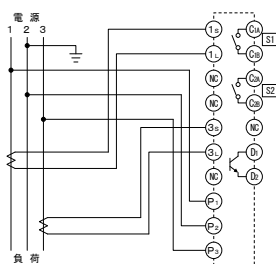 電 源
1 2 3
1S C1A
S1
1L C1B
NC C2A
S2
NC C2B
3S NC
3L D1
NC D2
P1
P2
P3
負 荷